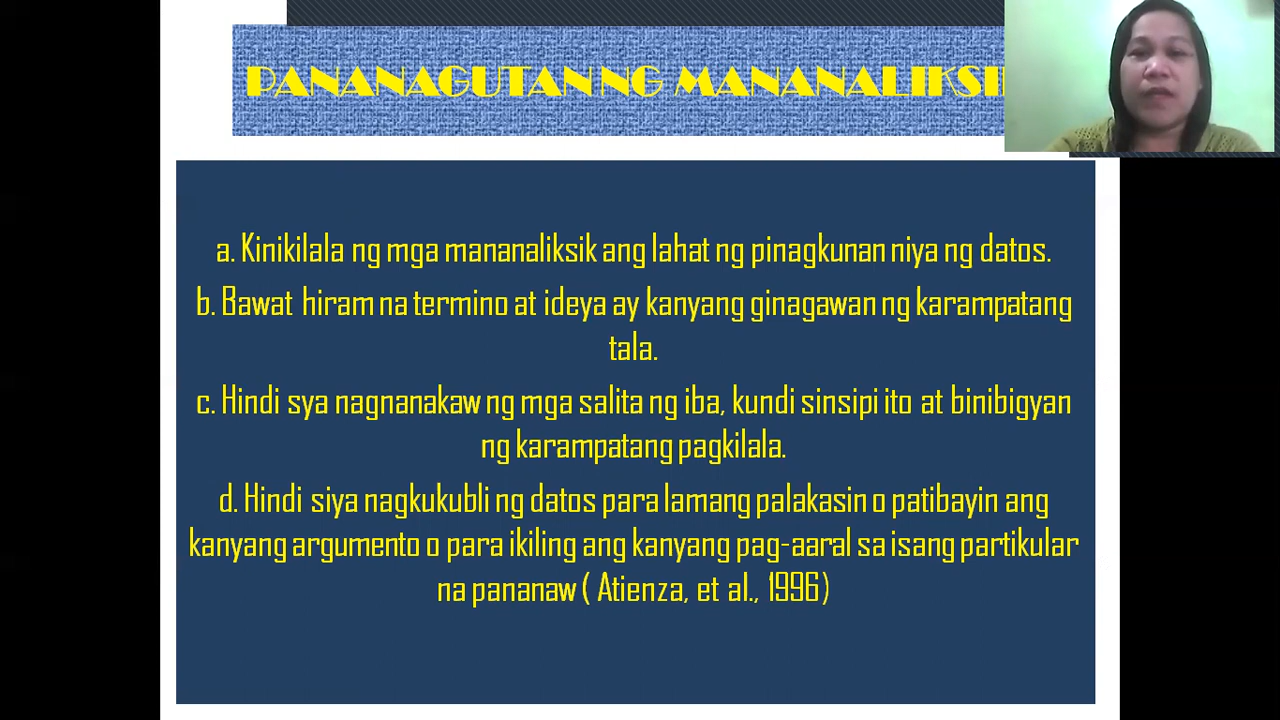 PANANAGUTAN NG MANANALIKSI
a. Kinikilala ng mga mananaliksik ang lahat ng pinagkunan niya ng datos.
b. Bawat hiram na termino at ideya ay kanyang ginagawan ng karampatang
tala.
c. Hindi sya nagnanakaw ng mga salita ng iba, kundi sinsipi ito at binibigyan
ng karampatang pagkilala.
d. Hindi siya nagkukubli ng datos para lamang palakasin o patibayin ang
kanyang argumento o para ikiling ang kanyang pag-aaral sa isang partikular
na pananaw ( Atienza, et al., 1996)